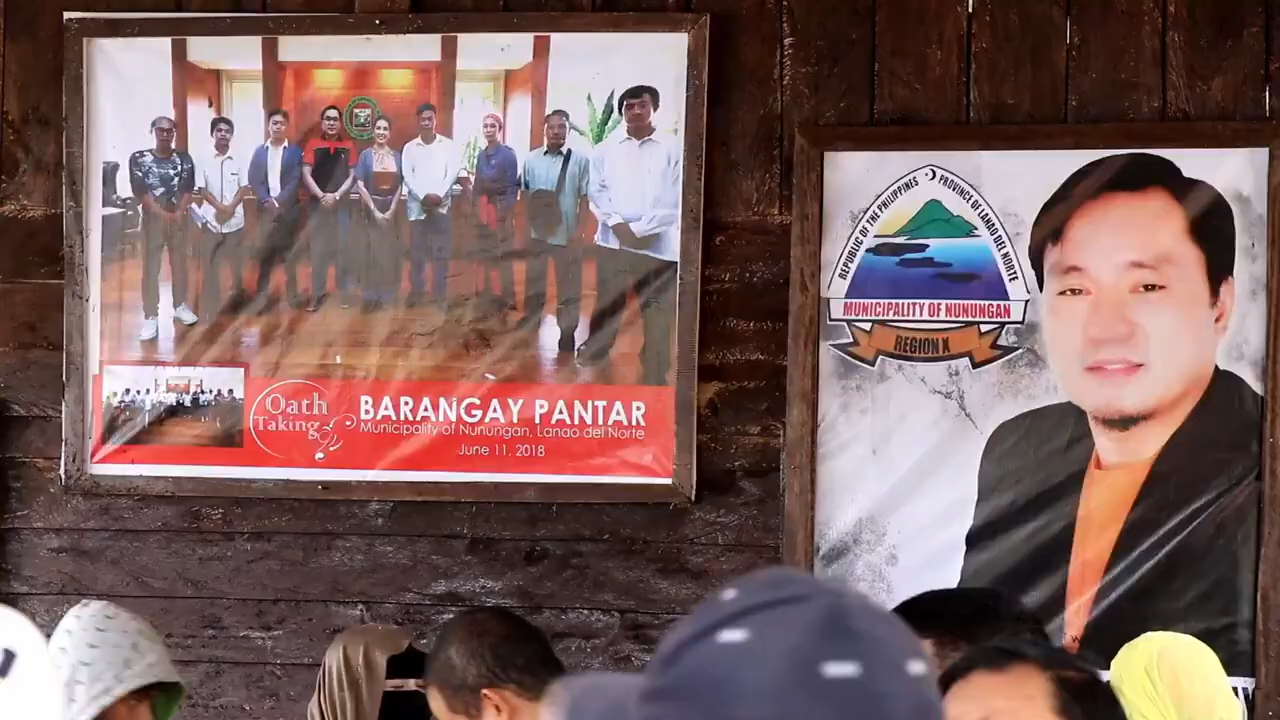 Oath
Taking
BARANGAY PANTAR
Municipality of Nunungan, Lanao del Norte
June 11, 2018
REPUBLIC OF THE PHILIPPINES
PROVINCE OF LANAO DEL NORTE
MUNICIPALITY OF NUNUNGAN
REGION X